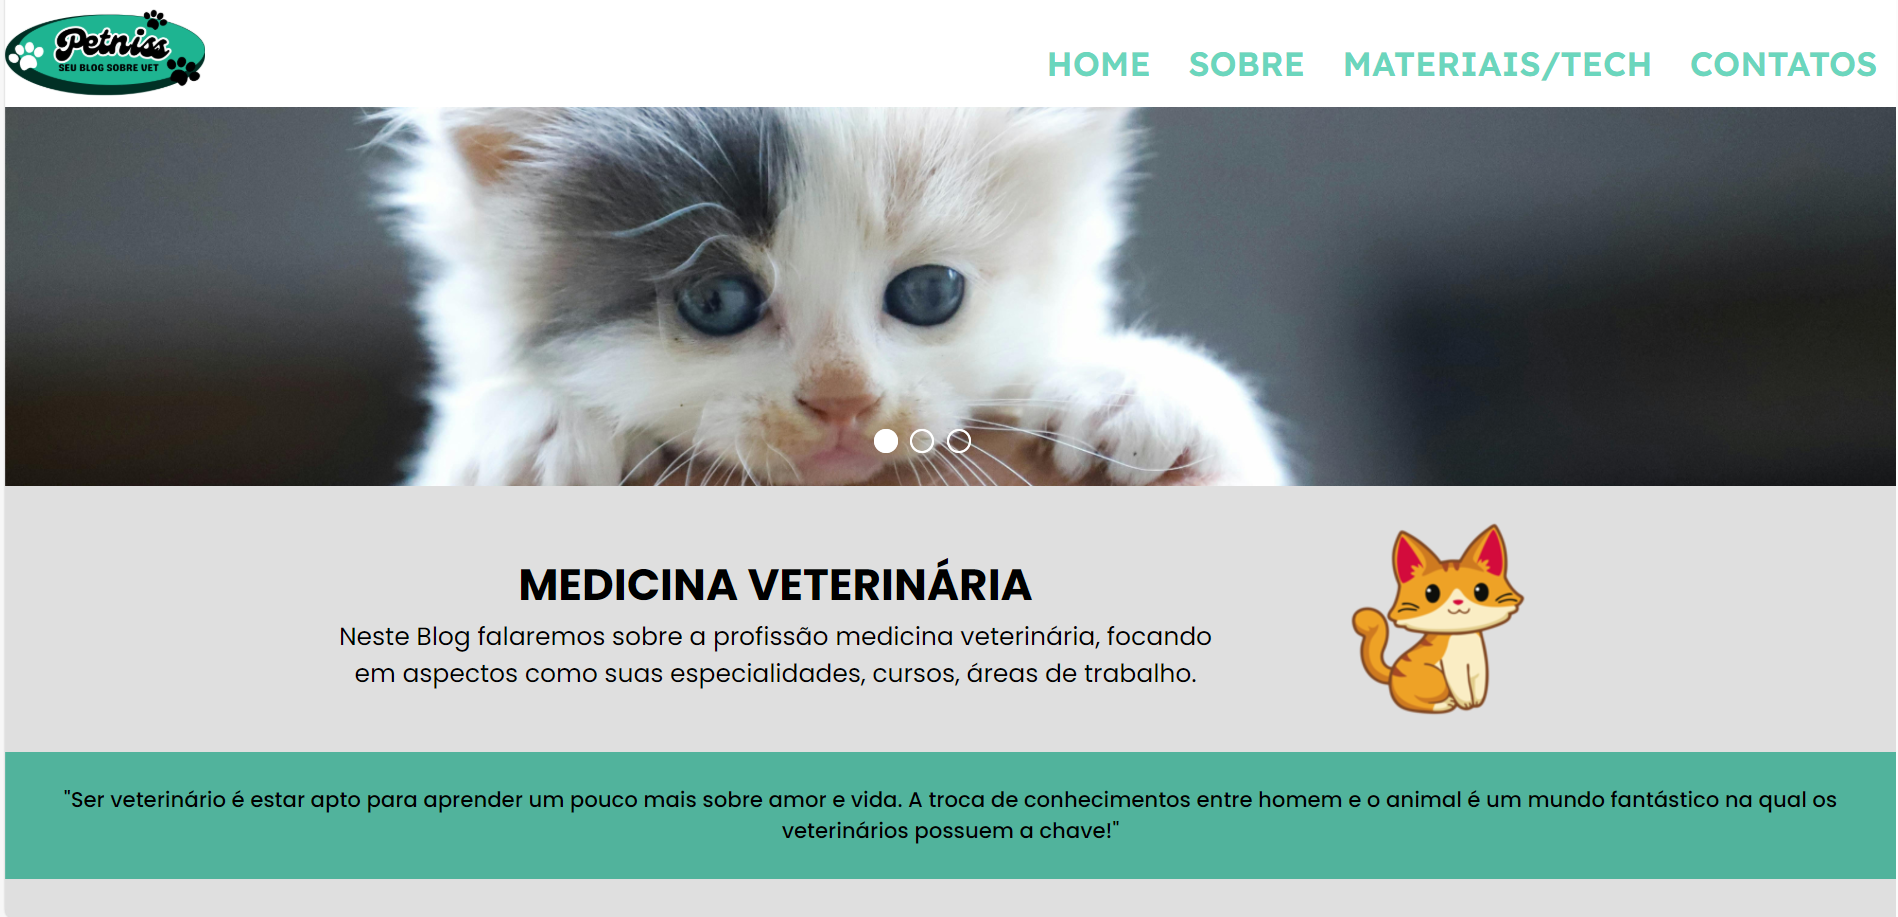 Petniss
SEU BLOG SOBRE VET
HOME SOBRE MATERIAIS/TECH CONTATOS
MEDICINA VETERINÁRIA
Neste Blog falaremos sobre a profissão medicina veterinária, focando
em aspectos como suas especialidades, cursos, áreas de trabalho.
"Ser veterinário é estar apto para aprender um pouco mais sobre amor e vida. A troca de conhecimentos entre homem e o animal é um mundo fantástico na qual os
veterinários possuem a chave!"